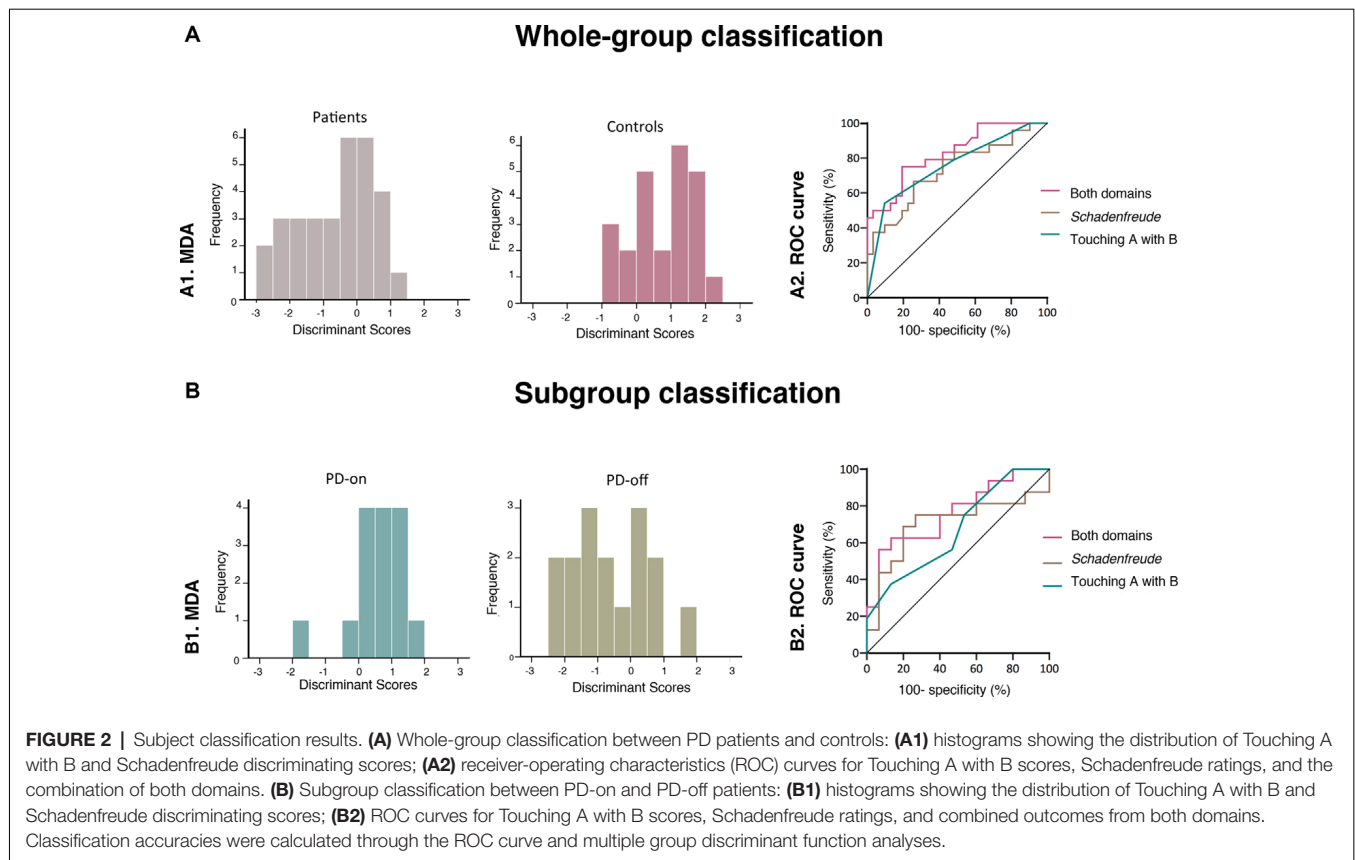 A
Whole-group classification
A1. MDA
Patients
Frequency
6
5
4
3
2
1
0
-3 -2 -1 0 1 2 3
Discriminant Scores
Controls
Frequency
6
5
4
3
2
1
0
-3 -2 -1 0 1 2 3
Discriminant Scores
A2. ROC curve
Sensitivity (%)
100
80
60
40
20
0
0 20 40 60 80 100
100- specificity (%)
Both domains
Schadenfreude
Touching A with B
B
Subgroup classification
B1. MDA
PD-on
Frequency
4
3
2
1
0
-3 -2 -1 0 1 2 3
Discriminant Scores
PD-off
Frequency
3
2
1
0
-3 -2 -1 0 1 2 3
Discriminant Scores
B2. ROC curve
Sensitivity (%)
100
80
60
40
20
0
0 20 40 60 80 100
100- specificity (%)
Both domains
Schadenfreude
Touching A with B
FIGURE 2 | Subject classification results. (A) Whole-group classification between PD patients and controls: (A1) histograms showing the distribution of Touching A
with B and Schadenfreude discriminating scores; (A2) receiver-operating characteristics (ROC) curves for Touching A with B scores, Schadenfreude ratings, and the
combination of both domains. (B) Subgroup classification between PD-on and PD-off patients: (B1) histograms showing the distribution of Touching A with B and
Schadenfreude discriminating scores; (B2) ROC curves for Touching A with B scores, Schadenfreude ratings, and combined outcomes from both domains.
Classification accuracies were calculated through the ROC curve and multiple group discriminant function analyses.